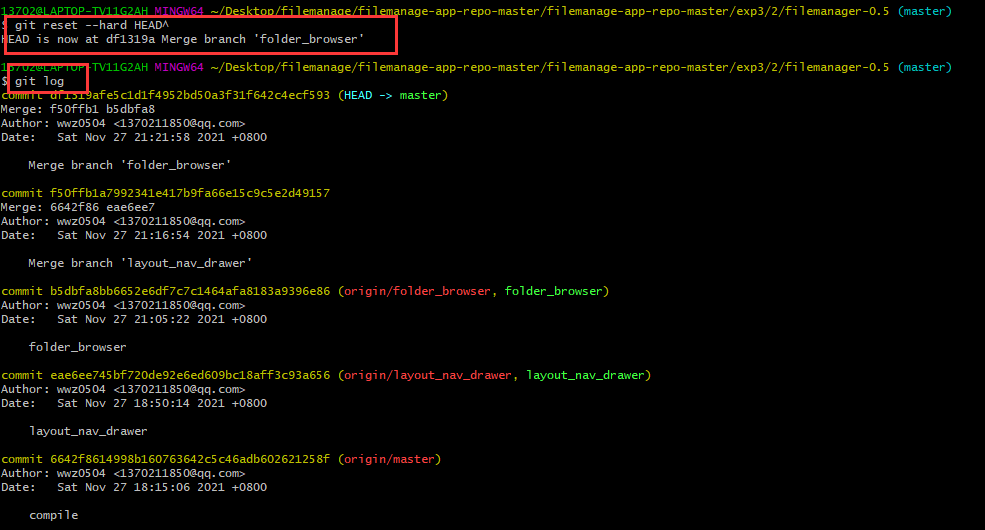 13702@LAPTOP-TV11G2AH MINGW64 ~/Desktop/filemanage/filemanage-app-repo-master/filemanage-app-repo-master/exp3/2/filemanager-0.5 (master)
$ git reset --hard HEAD^
HEAD is now at df1319a Merge branch 'folder_browser'
13702@LAPTOP-TV11G2AH MINGW64 ~/Desktop/filemanage/filemanage-app-repo-master/filemanage-app-repo-master/exp3/2/filemanager-0.5 (master)
$ git log
commit df1319afe5c1d1f4952bd50a3f31f642c4ecf593 (HEAD -> master)
Merge: f50ffb1 b5dbfa8
Author: wwz0504 <1370211850@qq.com>
Date:   Sat Nov 27 21:21:58 2021 +0800
Merge branch 'folder_browser'
commit f50ffb1a7992341e417b9fa66e15c9c5e2d49157
Merge: 6642f86 eae6ee7
Author: wwz0504 <1370211850@qq.com>
Date:   Sat Nov 27 21:16:54 2021 +0800
Merge branch 'layout_nav_drawer'
commit b5dbfa8bb6652e6df7c7c1464afa8183a9396e86 (origin/folder_browser, folder_browser)
Author: wwz0504 <1370211850@qq.com>
Date:   Sat Nov 27 21:05:22 2021 +0800
folder_browser
commit eae6ee745bf720de92e6ed609bc18aff3c93a656 (origin/layout_nav_drawer, layout_nav_drawer)
Author: wwz0504 <1370211850@qq.com>
Date:   Sat Nov 27 18:50:14 2021 +0800
layout_nav_drawer
commit 6642f8614998b160763642c5c46adb602621258f (origin/master)
Author: wwz0504 <1370211850@qq.com>
Date:   Sat Nov 27 18:15:06 2021 +0800
compile